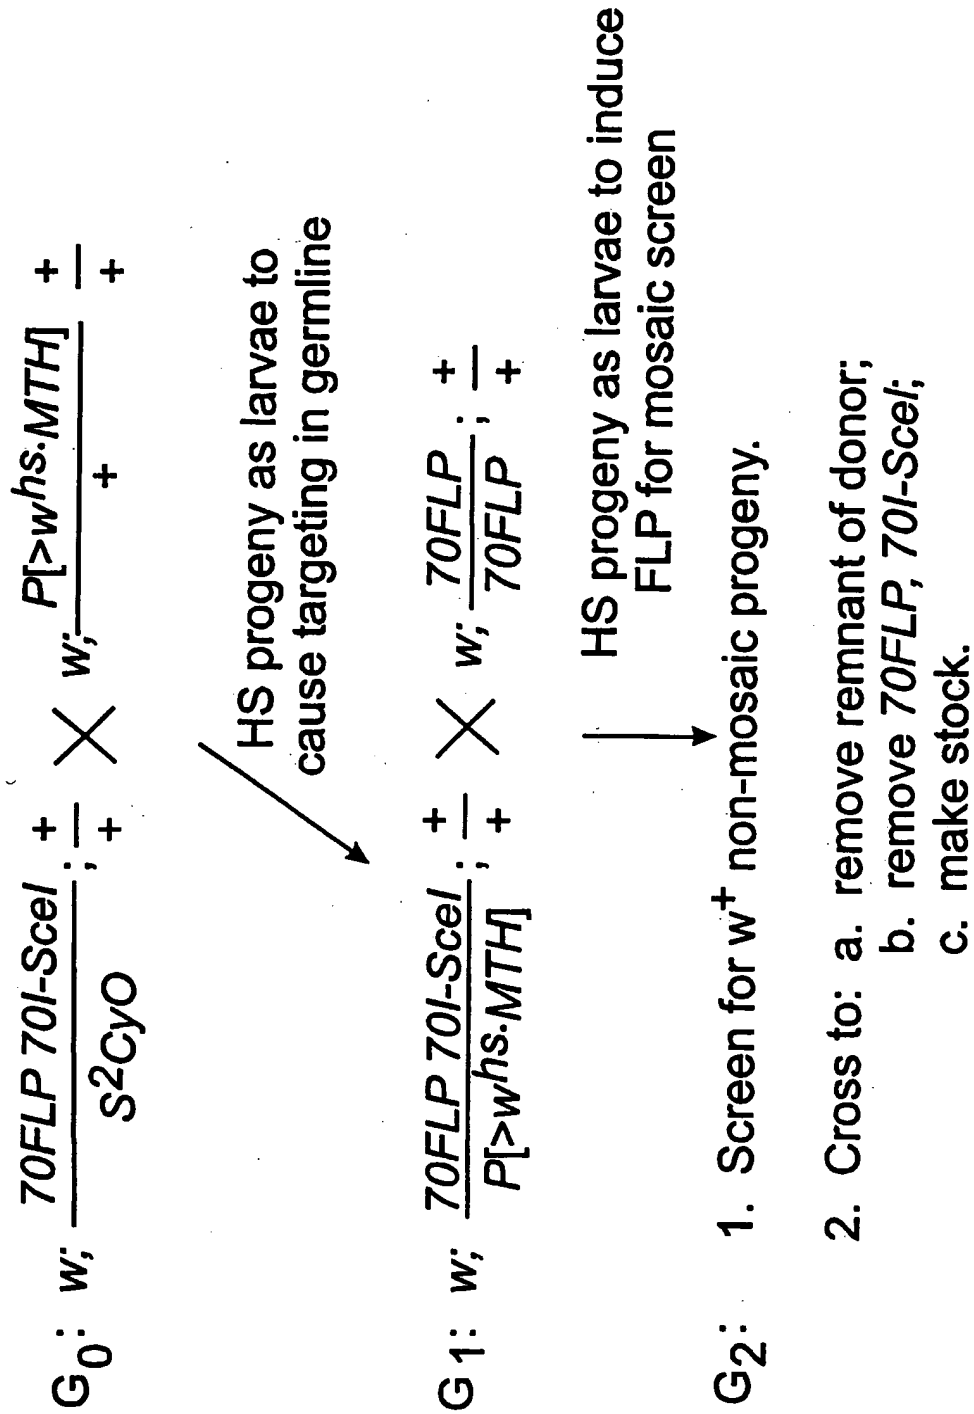 G0: w; 70FLP 70I-SceI ; + × w; P[>whs·MTH] +
S2CyO + + +
HS progeny as larvae to
cause targeting in germline
G1: w; 70FLP 70I-SceI ; + × w; 70FLP ; +
P[>whs·MTH] + 70FLP +
HS progeny as larvae to induce
FLP for mosaic screen
G2: 1. Screen for w+ non-mosaic progeny.
2. Cross to: a. remove remnant of donor;
b. remove 70FLP, 70I-SceI;
c. make stock.